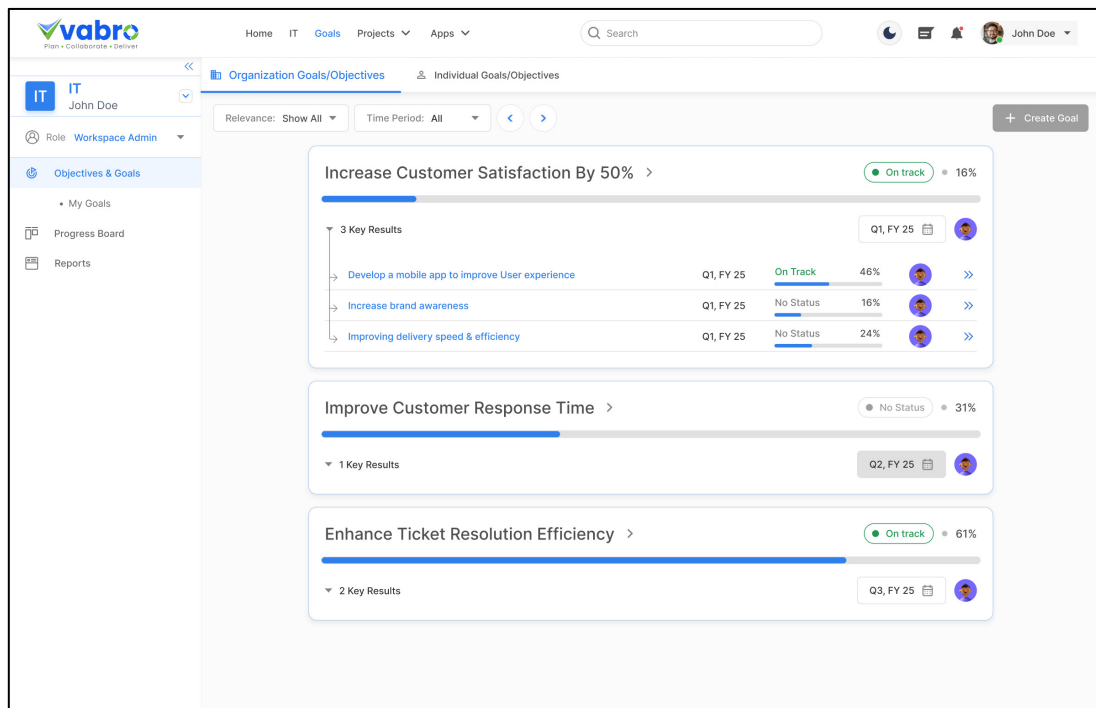 vabro
Plan • Collaborate • Deliver
Home IT Goals Projects Apps
Search
John Doe
IT
IT
John Doe
Role Workspace Admin
Objectives & Goals
• My Goals
Progress Board
Reports
Organization Goals/Objectives
Individual Goals/Objectives
Relevance: Show All
Time Period: All
+ Create Goal
Increase Customer Satisfaction By 50% >
On track 16%
3 Key Results
Q1, FY 25
Develop a mobile app to improve User experience Q1, FY 25 On Track 46%
Increase brand awareness Q1, FY 25 No Status 16%
Improving delivery speed & efficiency Q1, FY 25 No Status 24%
Improve Customer Response Time >
No Status 31%
1 Key Results
Q2, FY 25
Enhance Ticket Resolution Efficiency >
On track 61%
2 Key Results
Q3, FY 25